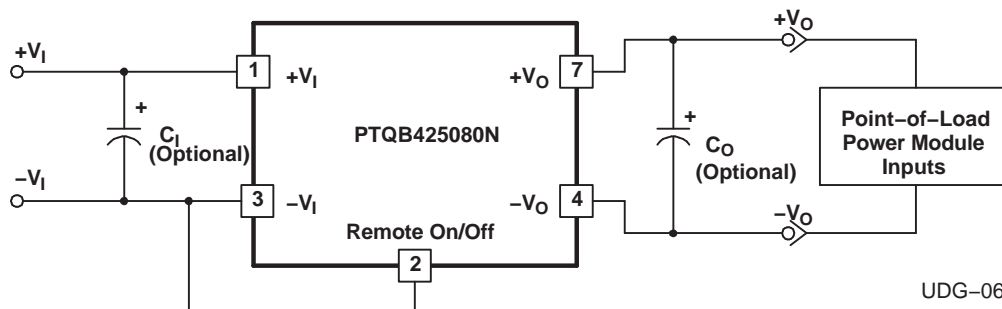 +VI
+
CI
(Optional)
−VI
1
+VI
3
−VI
PTQB425080N
Remote On/Off
2
7
+VO
4
−VO
+
CO
(Optional)
+VO
−VO
Point−of−Load
Power Module
Inputs
UDG−06